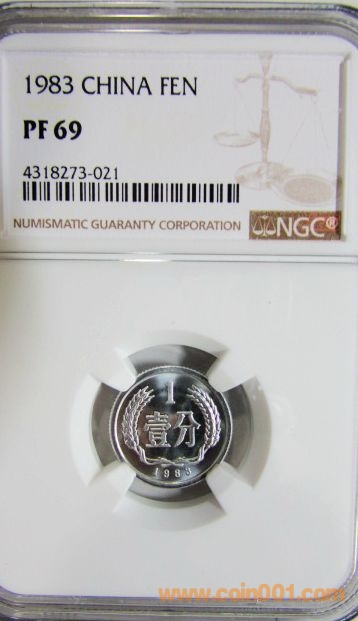 1983 CHINA FEN
PF 69
4318273-021
NUMISMATIC GUARANTY CORPORATION NGC®
1
壹分
1983
www.coin001.com